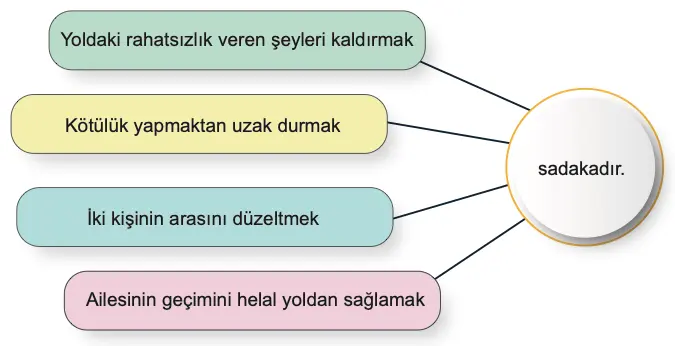 Yoldaki rahatsızlık veren şeyleri kaldırmak
Kötülük yapmaktan uzak durmak
sadakadır.
İki kişinin arasını düzeltmek
Ailesinin geçimini helal yoldan sağlamak